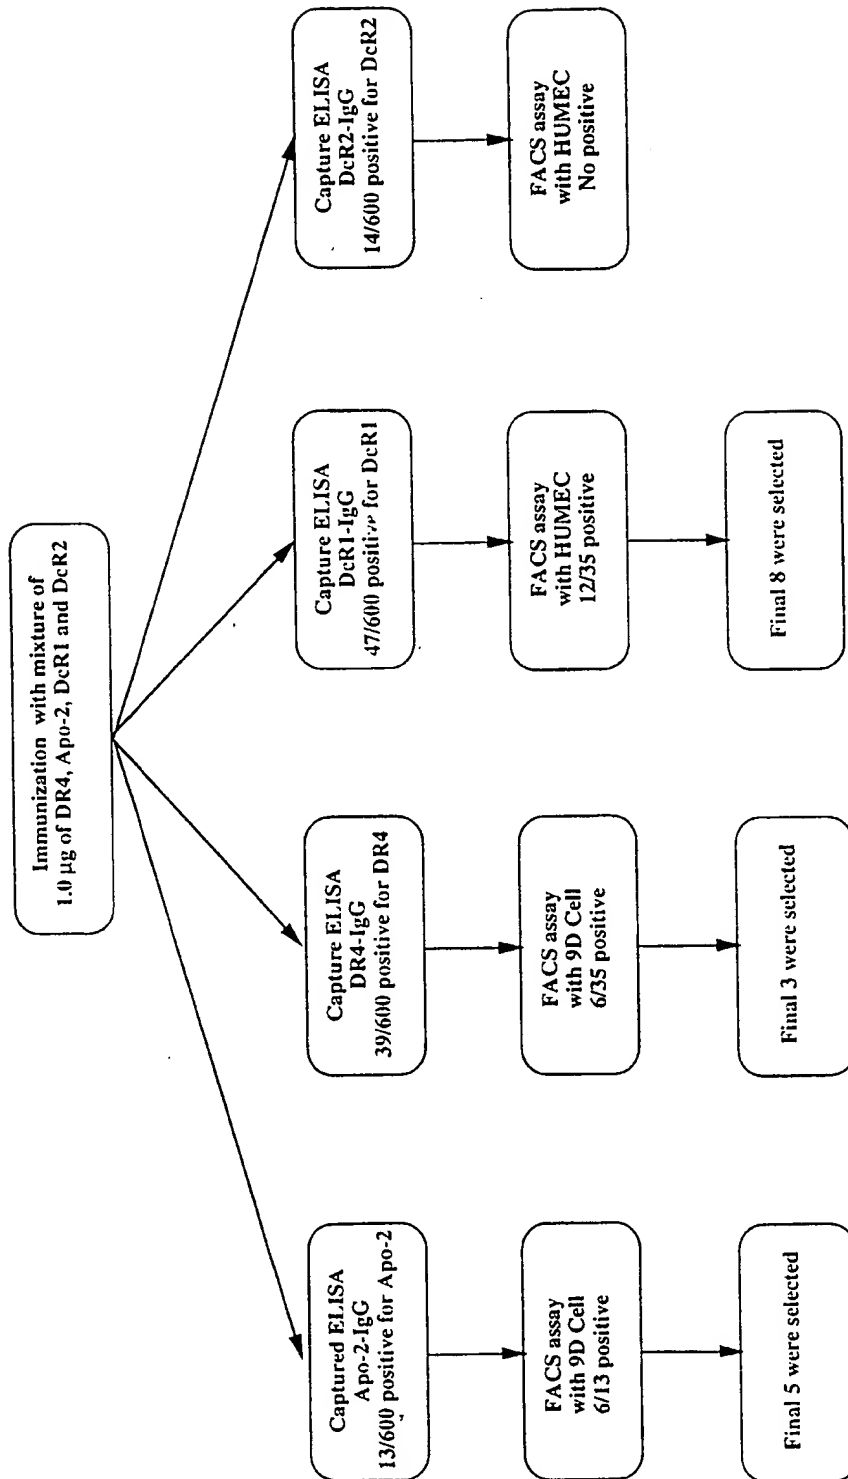 Immunization with mixture of
1.0 µg of DR4, Apo-2, DcR1 and DcR2
Captured ELISA
Apo-2-IgG
13/600 positive for Apo-2
FACS assay
with 9D Cell
6/13 positive
Final 5 were selected
Capture ELISA
DR4-IgG
39/600 positive for DR4
FACS assay
with 9D Cell
6/35 positive
Final 3 were selected
Capture ELISA
DcR1-IgG
47/600 positive for DcR1
FACS assay
with HUMEC
12/35 positive
Final 8 were selected
Capture ELISA
DcR2-IgG
14/600 positive for DcR2
FACS assay
with HUMEC
No positive